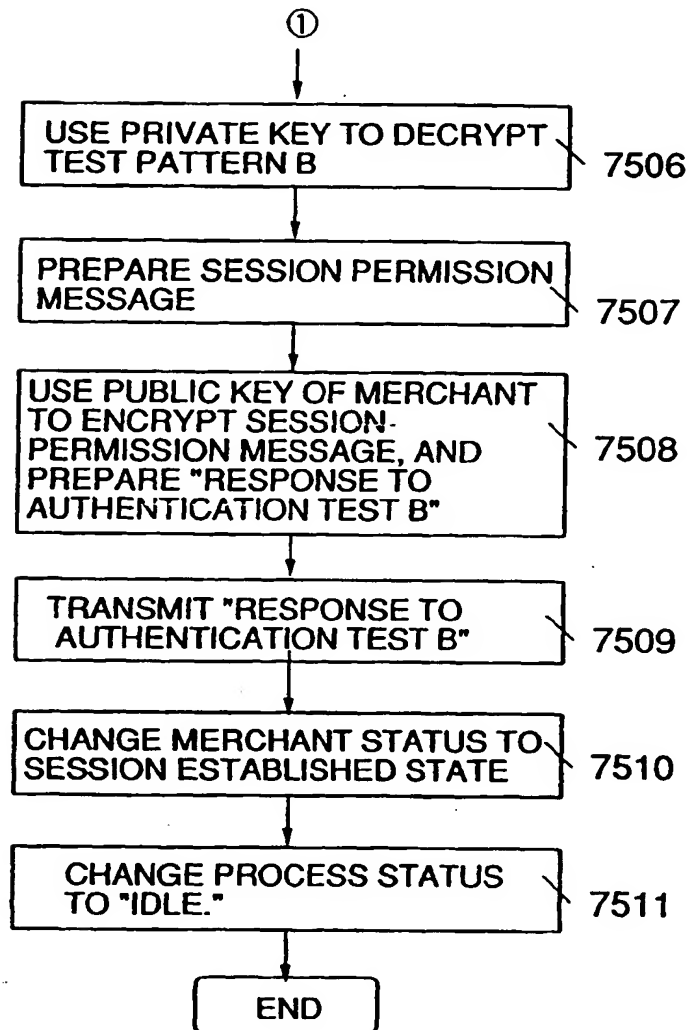 ①
USE PRIVATE KEY TO DECRYPT
TEST PATTERN B
7506
PREPARE SESSION PERMISSION
MESSAGE
7507
USE PUBLIC KEY OF MERCHANT
TO ENCRYPT SESSION-
PERMISSION MESSAGE, AND
PREPARE "RESPONSE TO
AUTHENTICATION TEST B"
7508
TRANSMIT "RESPONSE TO
AUTHENTICATION TEST B"
7509
CHANGE MERCHANT STATUS TO
SESSION ESTABLISHED STATE
7510
CHANGE PROCESS STATUS
TO "IDLE."
7511
END